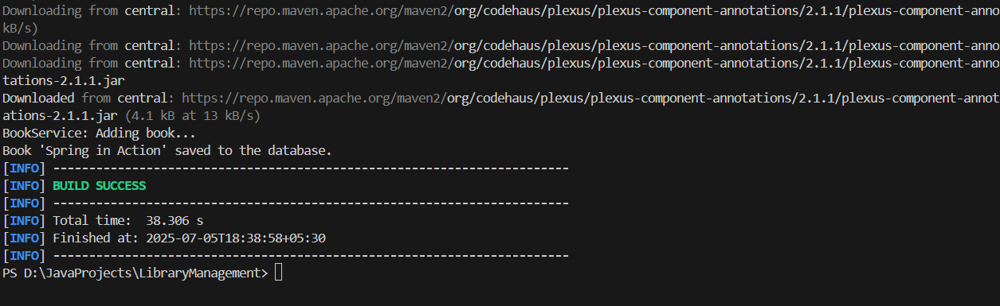 Downloading from central: https://repo.maven.apache.org/maven2/org/codehaus/plexus/plexus-component-annotations/2.1.1/plexus-component-anno
kB/s)
Downloading from central: https://repo.maven.apache.org/maven2/org/codehaus/plexus/plexus-component-annotations/2.1.1/plexus-component-anno
Downloading from central: https://repo.maven.apache.org/maven2/org/codehaus/plexus/plexus-component-annotations/2.1.1/plexus-component-anno
tations-2.1.1.jar
Downloaded from central: https://repo.maven.apache.org/maven2/org/codehaus/plexus/plexus-component-annotations/2.1.1/plexus-component-annot
ations-2.1.1.jar (4.1 kB at 13 kB/s)
BookService: Adding book...
Book 'Spring in Action' saved to the database.
[INFO] ------------------------------------------------------------------------
[INFO] BUILD SUCCESS
[INFO] ------------------------------------------------------------------------
[INFO] Total time:  38.306 s
[INFO] Finished at: 2025-07-05T18:38:58+05:30
[INFO] ------------------------------------------------------------------------
PS D:\JavaProjects\LibraryManagement>